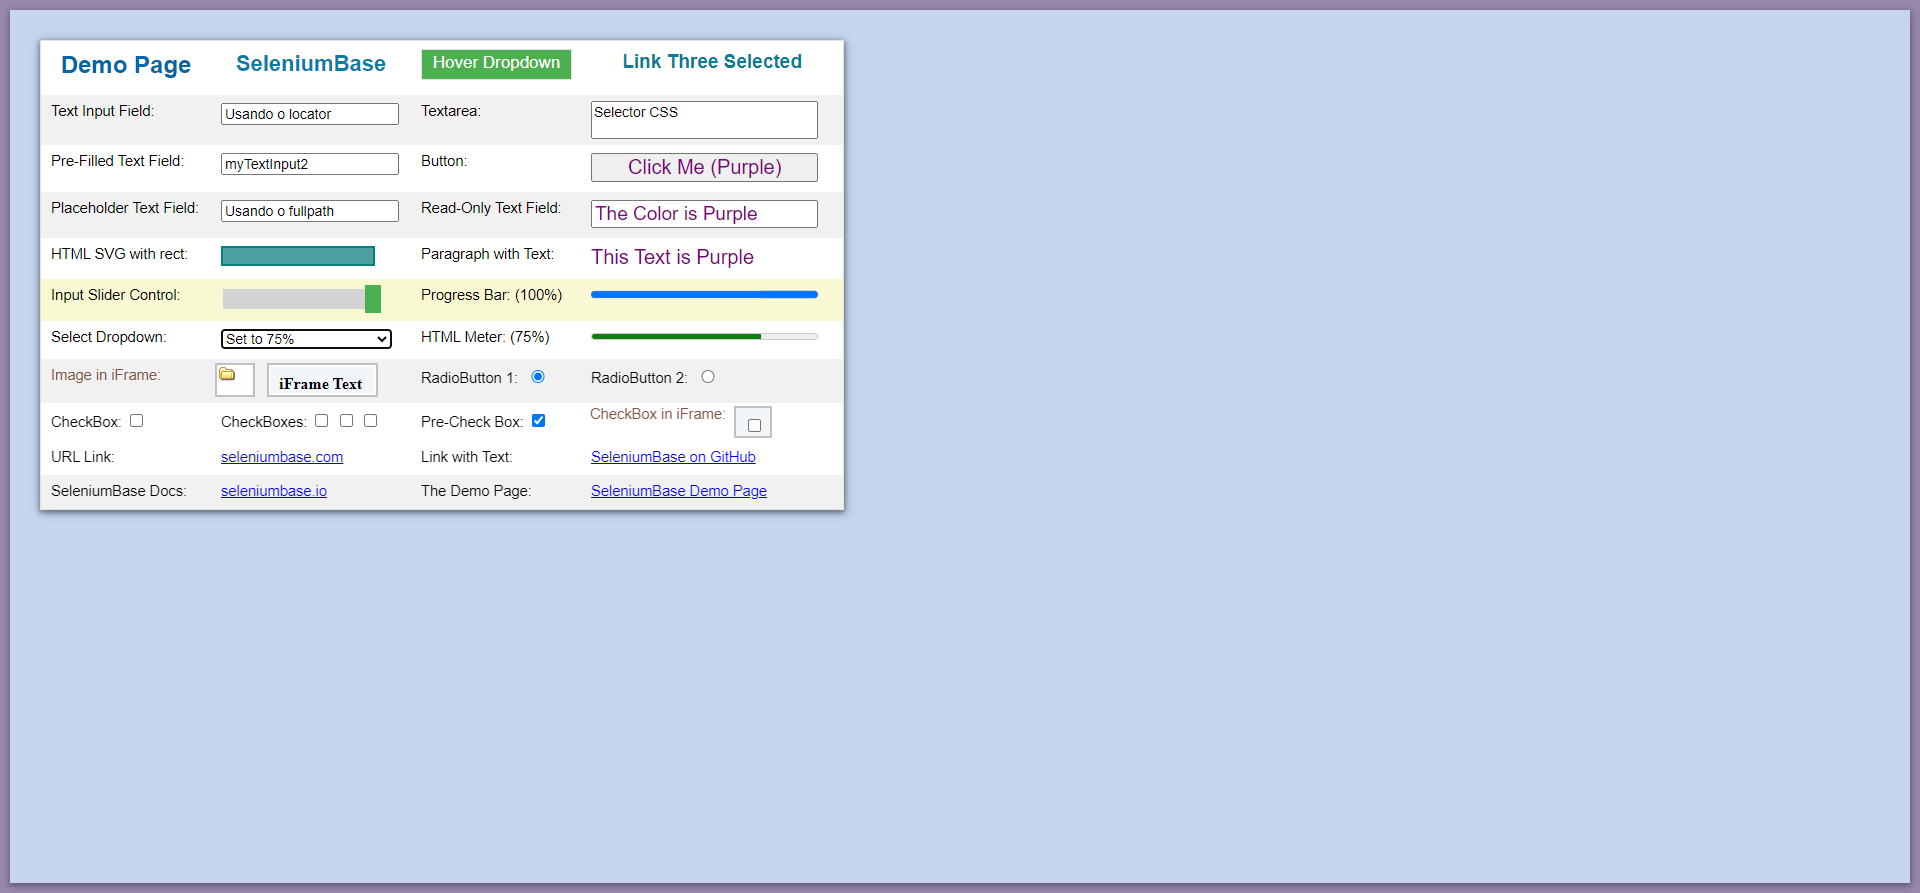 Demo Page SeleniumBase Hover Dropdown Link Three Selected
Text Input Field: Usando o locator Textarea: Selector CSS
Pre-Filled Text Field: myTextInput2 Button: Click Me (Purple)
Placeholder Text Field: Usando o fullpath Read-Only Text Field: The Color is Purple
HTML SVG with rect: Paragraph with Text: This Text is Purple
Input Slider Control: Progress Bar: (100%)
Select Dropdown: Set to 75% HTML Meter: (75%)
Image in iFrame: iFrame Text RadioButton 1: RadioButton 2:
CheckBox: CheckBoxes: Pre-Check Box: CheckBox in iFrame:
URL Link: seleniumbase.com Link with Text: SeleniumBase on GitHub
SeleniumBase Docs: seleniumbase.io The Demo Page: SeleniumBase Demo Page